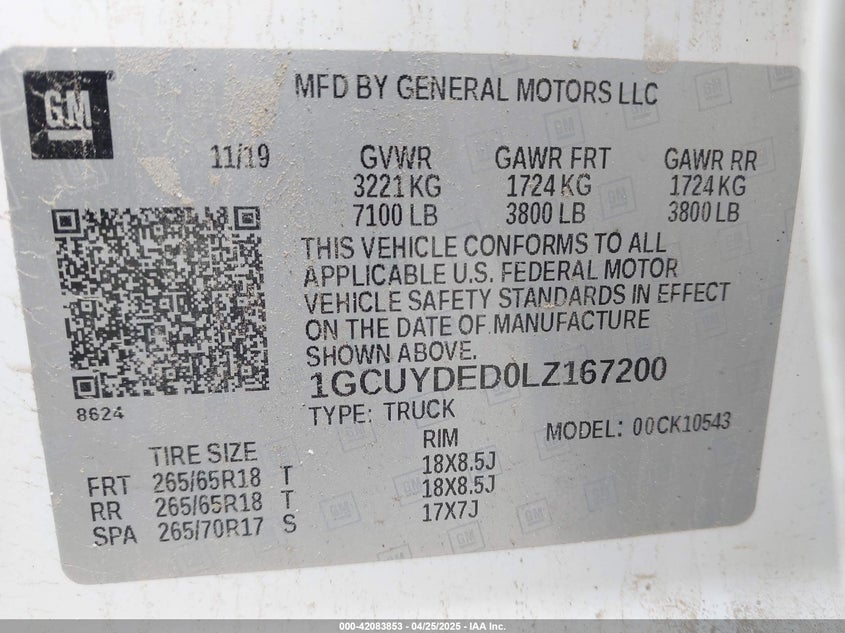 GM
MFD BY GENERAL MOTORS LLC
11/19 GVWR GAWR FRT GAWR RR
3221 KG 1724 KG 1724 KG
7100 LB 3800 LB 3800 LB
THIS VEHICLE CONFORMS TO ALL
APPLICABLE U.S. FEDERAL MOTOR
VEHICLE SAFETY STANDARDS IN EFFECT
ON THE DATE OF MANUFACTURE
SHOWN ABOVE.
1GCUYDED0LZ167200
8624
TYPE: TRUCK MODEL: 00CK10543
TIRE SIZE RIM
FRT 265/65R18 T 18X8.5J
RR 265/65R18 T 18X8.5J
SPA 265/70R17 S 17X7J
000-42083853 - 04/25/2025 - IAA Inc.